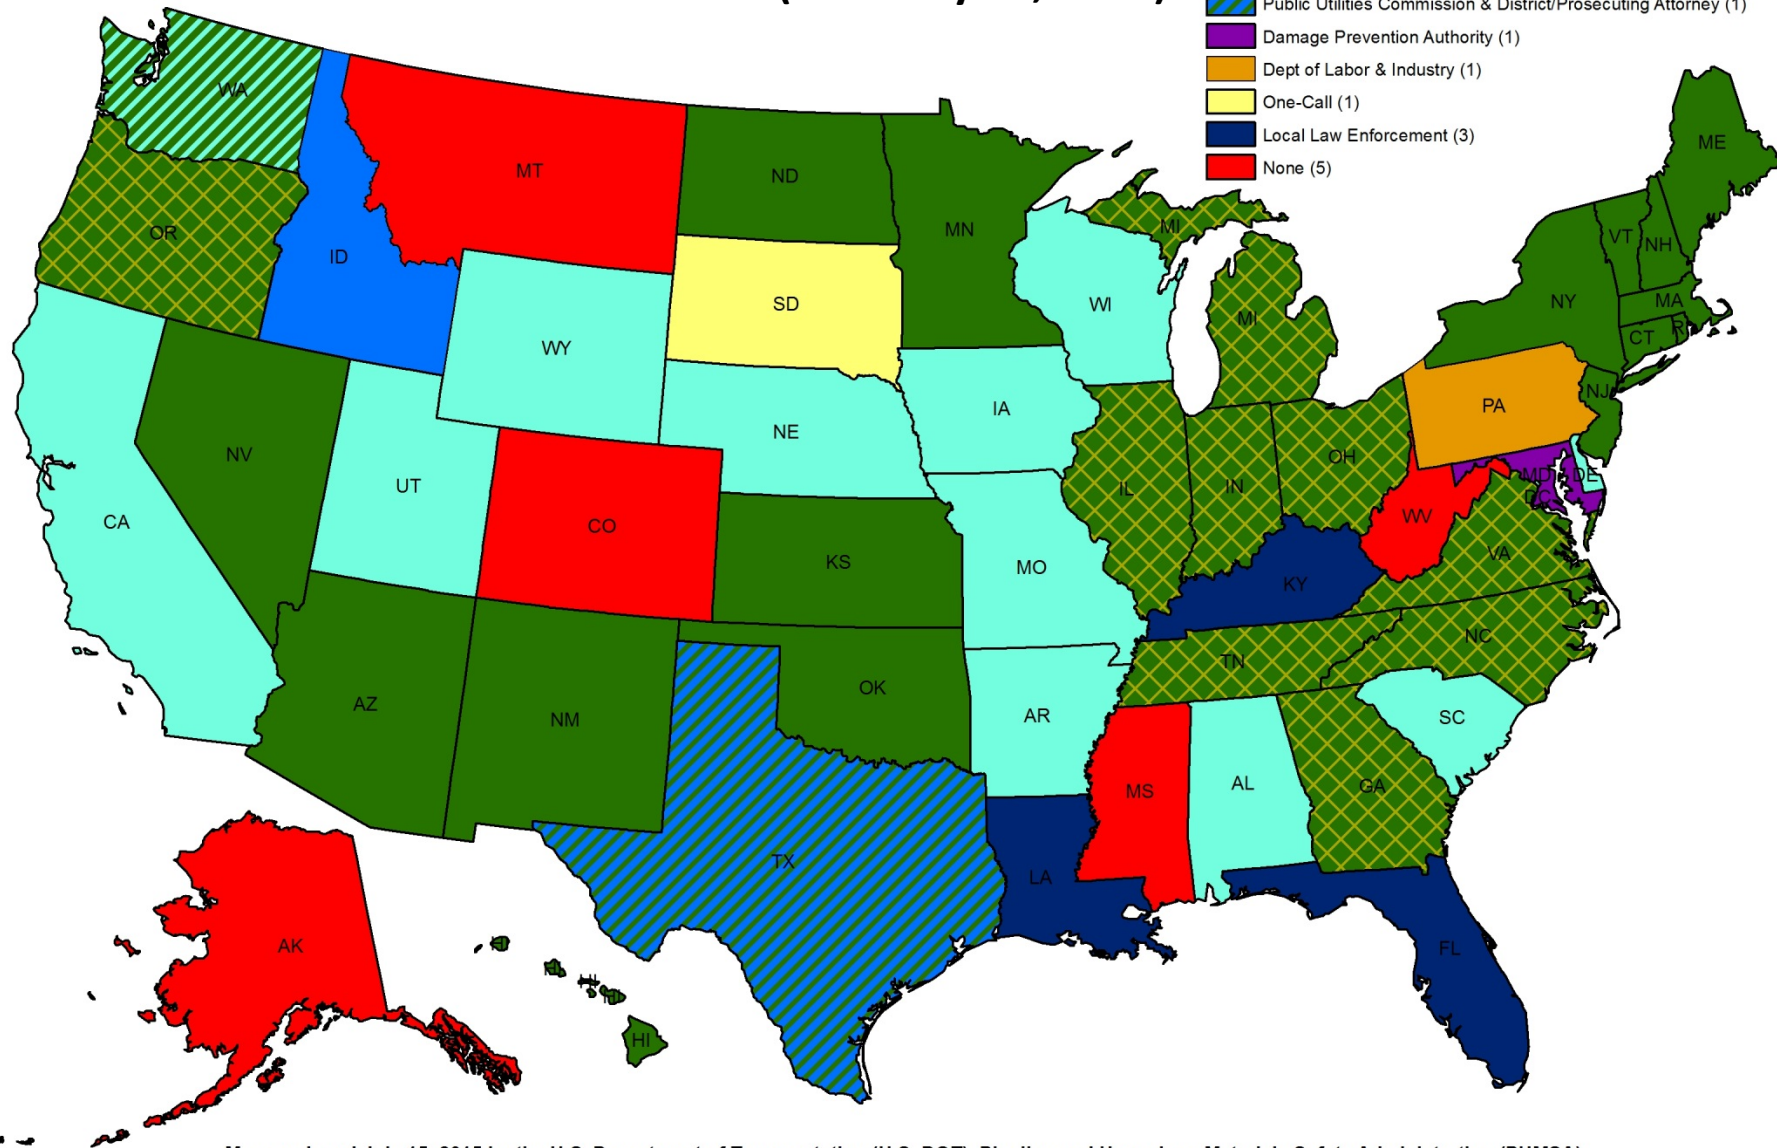 Public Utilities Commission & District/Prosecuting Attorney (1)
Damage Prevention Authority (1)
Dept of Labor & Industry (1)
One-Call (1)
Local Law Enforcement (3)
None (5)
WA
MT
ND
MN
ME
OR
ID
SD
WI
MI
MI
VT
NH
NY
MA
CT
RI
WY
NE
IA
PA
NJ
NV
UT
CO
KS
MO
IL
IN
OH
WV
MD
DE
DC
VA
CA
KY
AZ
NM
OK
AR
TN
NC
SC
MS
AL
GA
TX
LA
FL
AK
HI
HI
HI
HI
HI